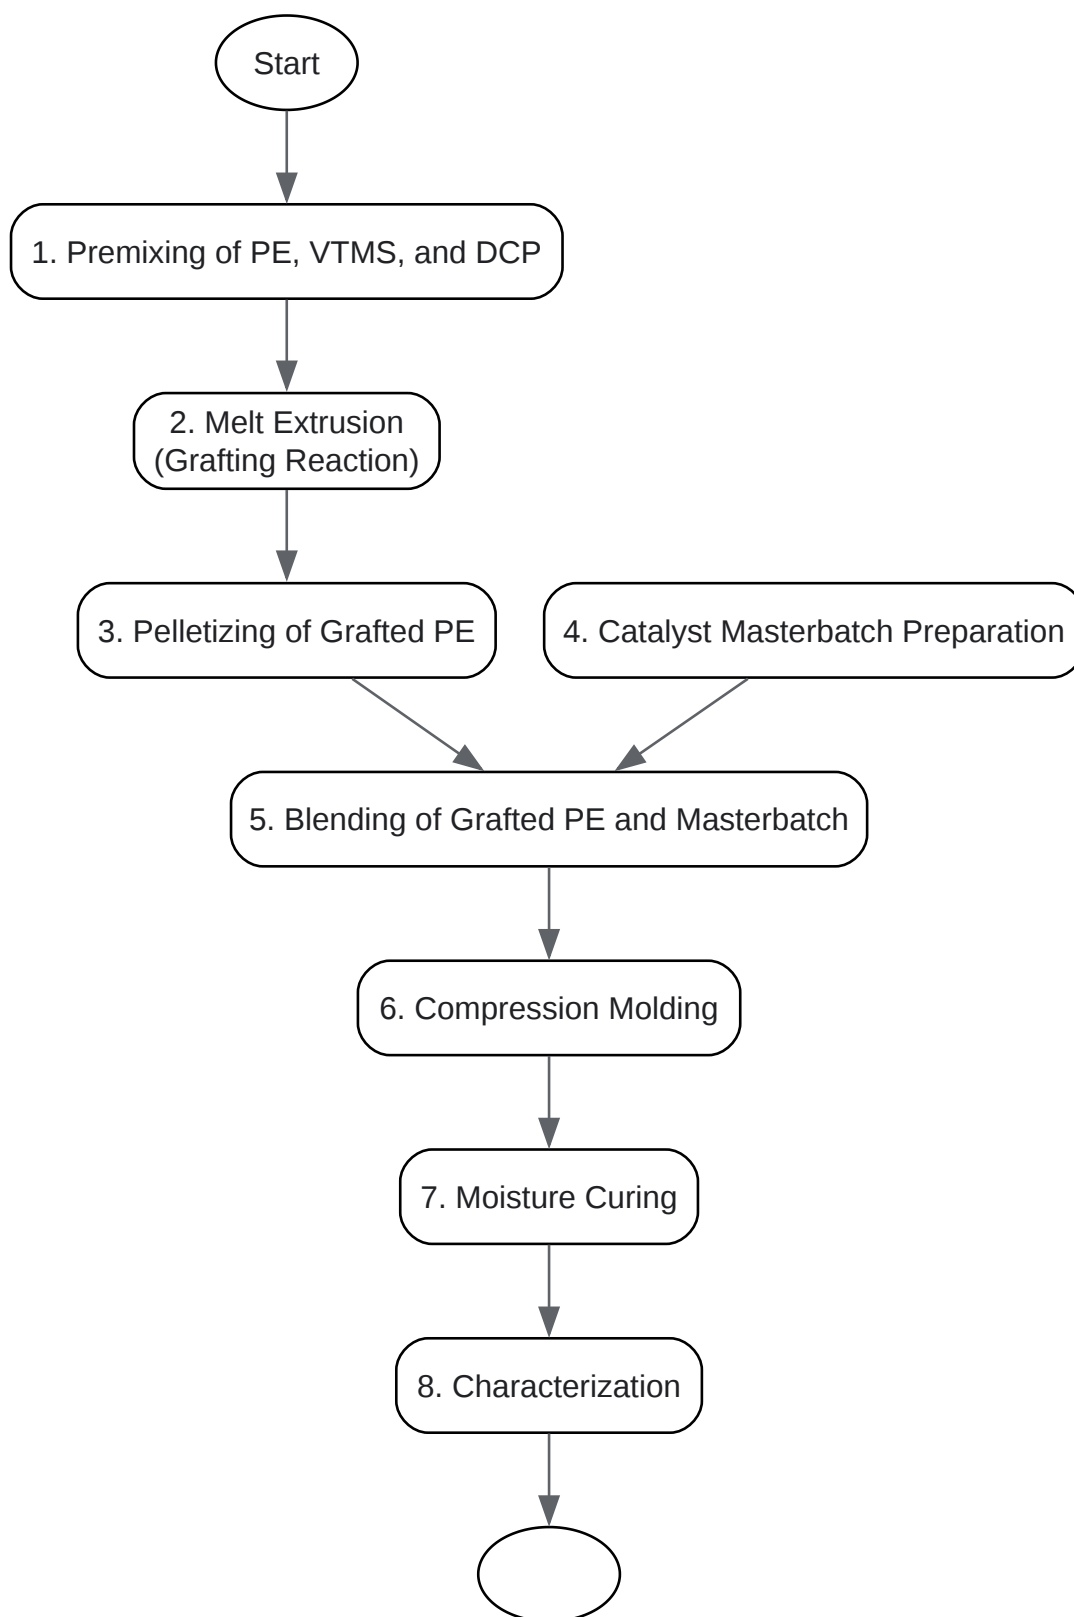 Start
1. Premixing of PE, VTMS, and DCP
2. Melt Extrusion
(Grafting Reaction)
3. Pelletizing of Grafted PE
4. Catalyst Masterbatch Preparation
5. Blending of Grafted PE and Masterbatch
6. Compression Molding
7. Moisture Curing
8. Characterization